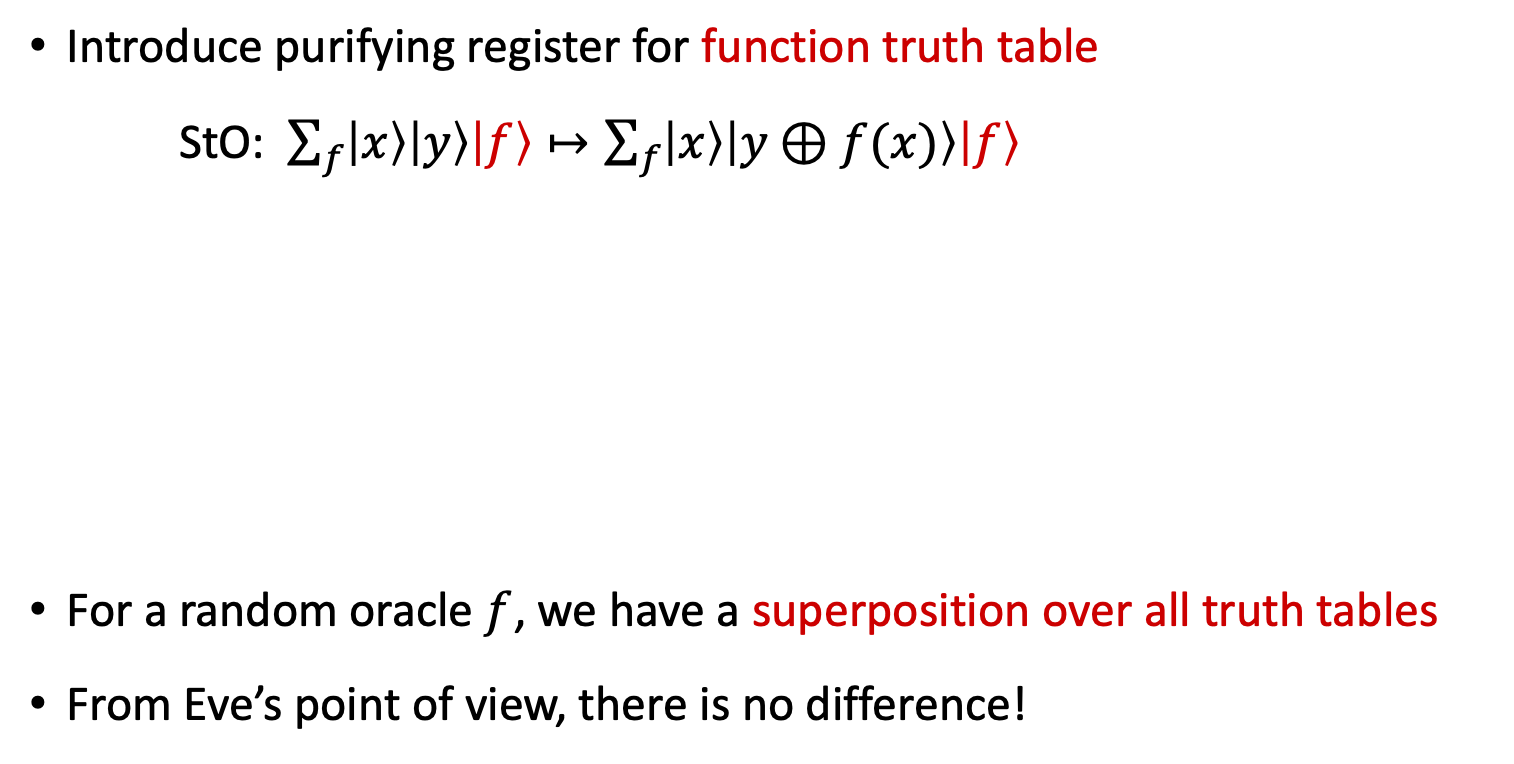 • Introduce purifying register for function truth table
StO: ∑_f|x⟩|y⟩|f⟩ ↦ ∑_f|x⟩|y ⊕ f(x)⟩|f⟩
• For a random oracle f, we have a superposition over all truth tables
• From Eve’s point of view, there is no difference!